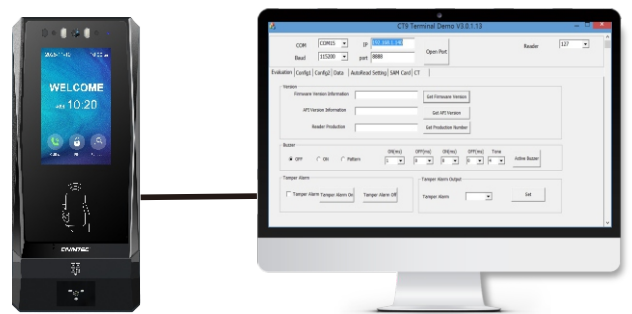 WELCOME
10:20
CT9 Terminal Demo V3.0.1.13
COM COM15 IP Open Port Reader 127
Baud 115200 port 8888
Evaluation Config1 Config2 Data AutoRead Setting SAM Card CT
Version
Firmware Version Information Get Firmware Version
API Version Information Get API Version
Reader Production Get Production Number
Buzzer
ON(ms) OFF(ms) ON(ms) OFF(ms) Time
OFF ON Pattern Active Buzzer
Tamper Alarm Tamper Alarm Output
Tamper Alarm Tamper Alarm On Tamper Alarm Off Tamper Alarm Set